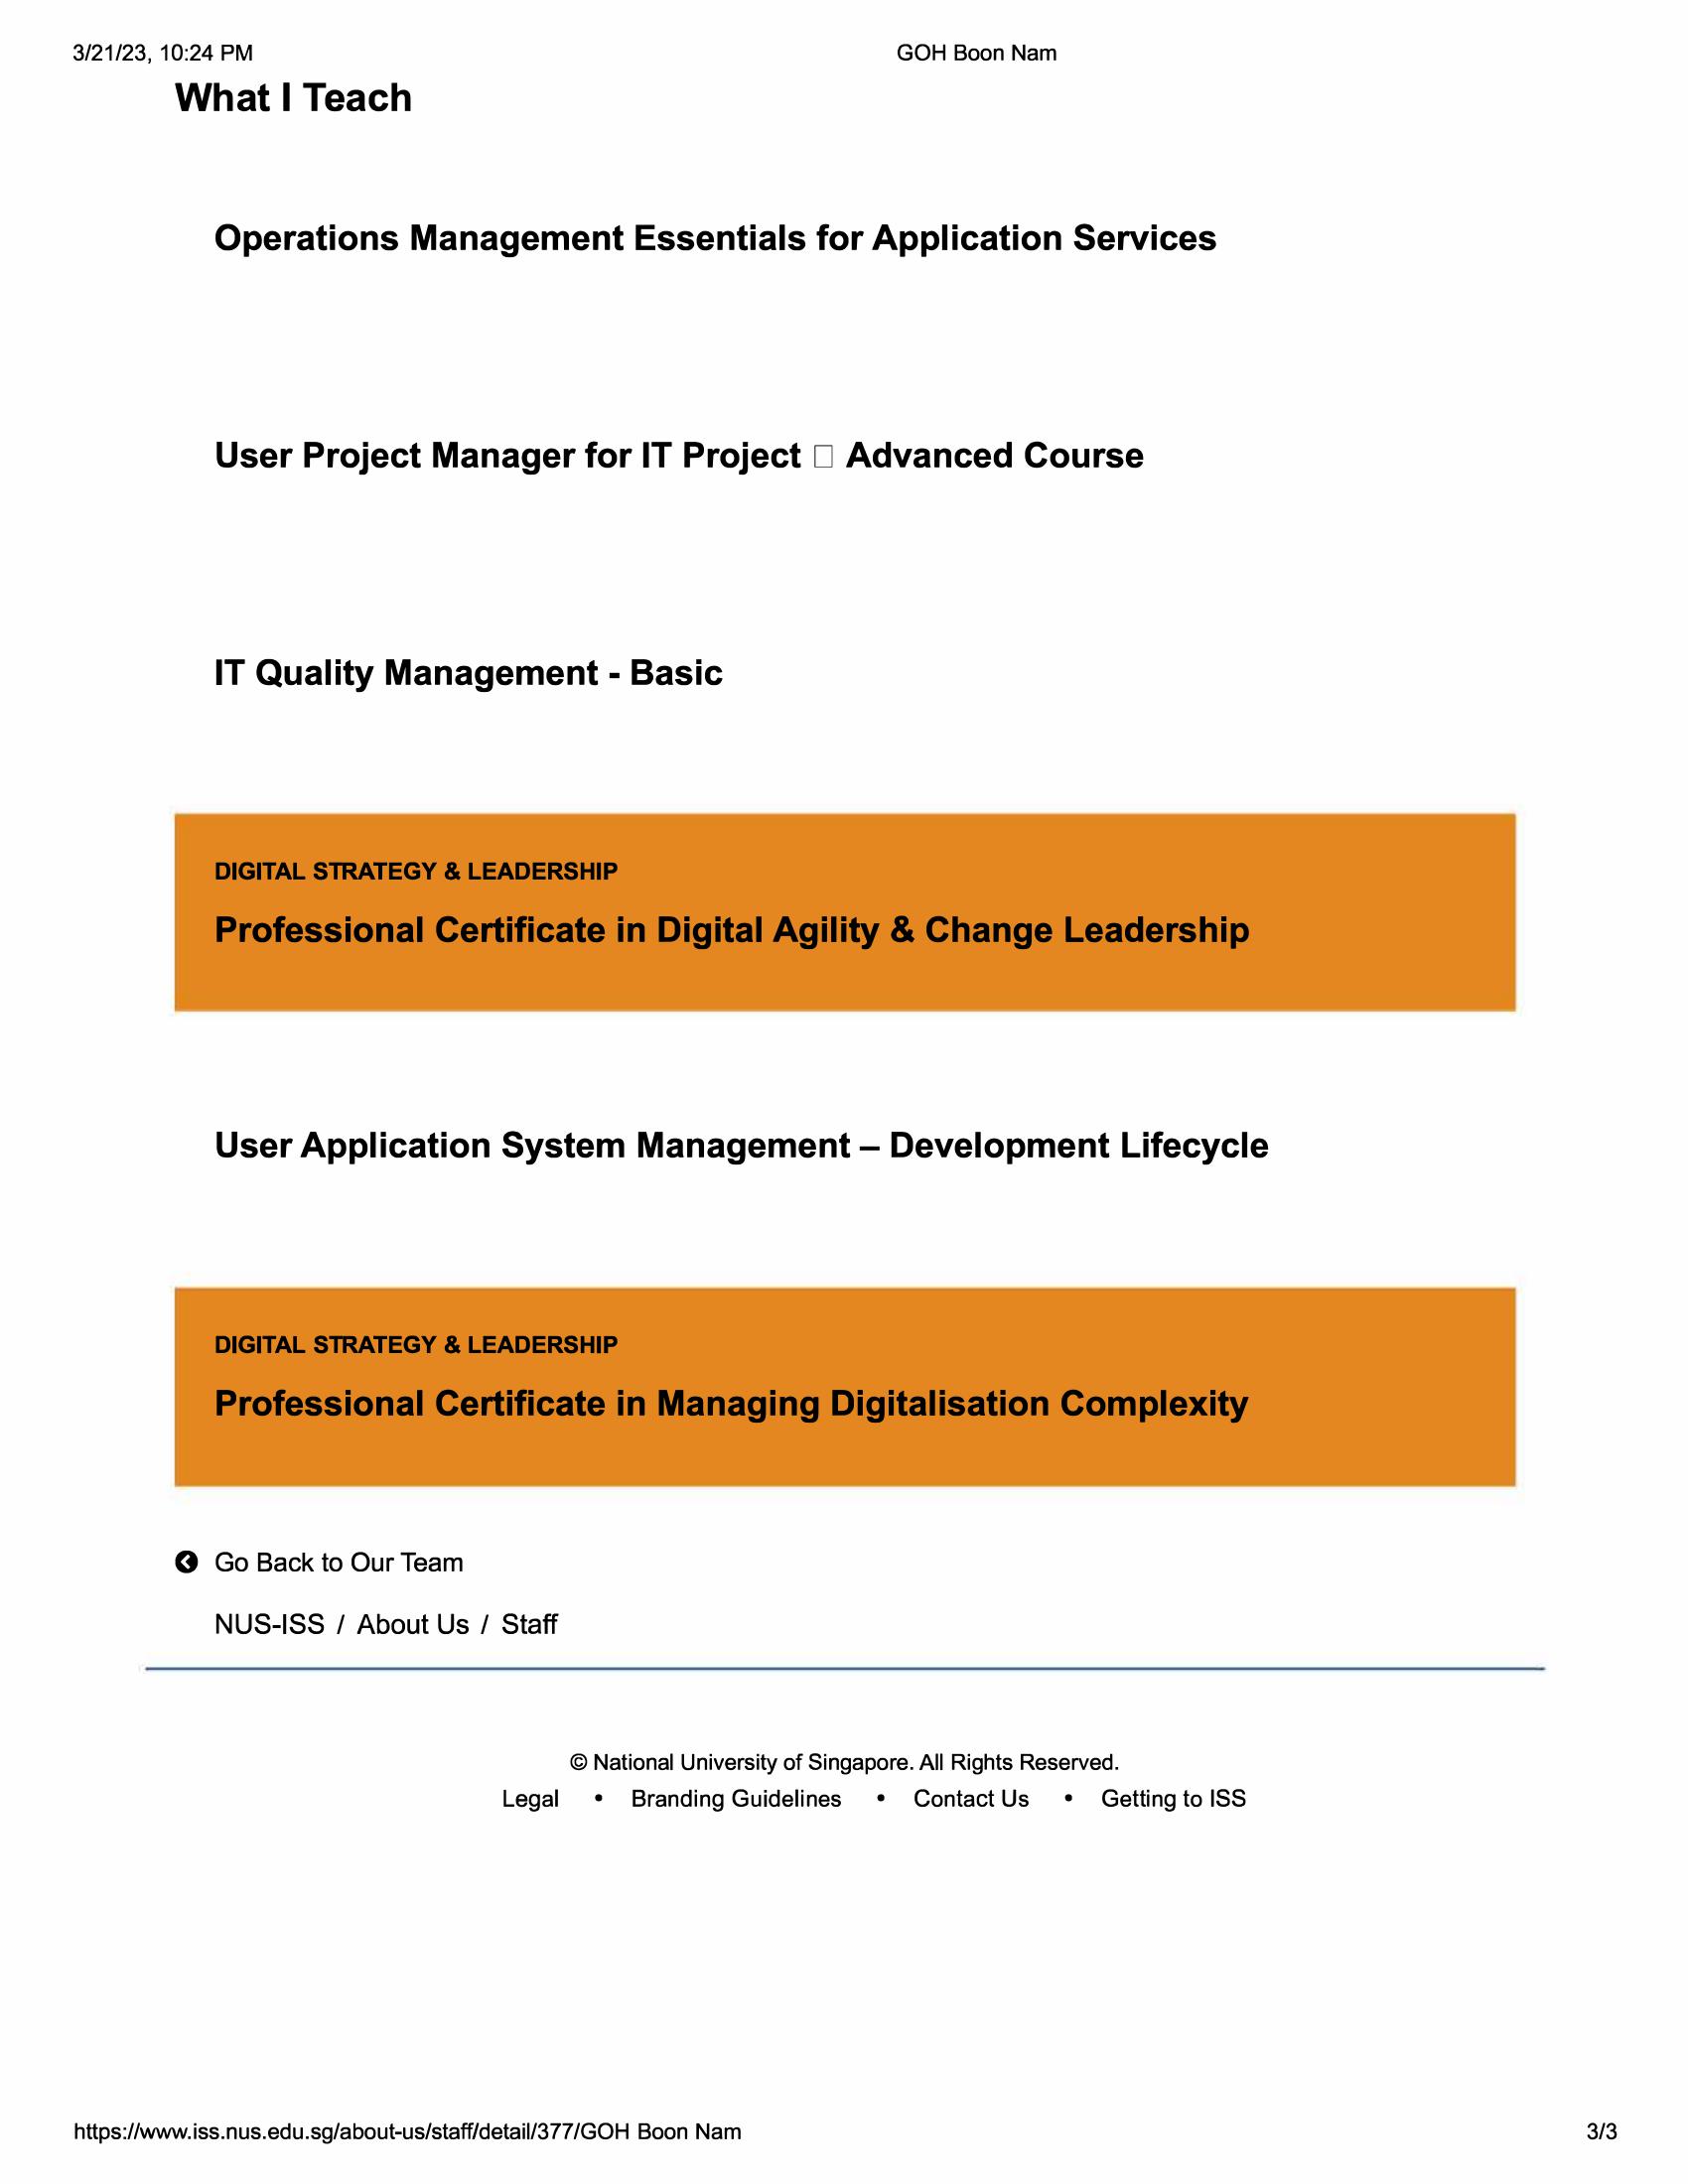 3/21/23, 10:24 PM GOH Boon Nam
What I Teach
Operations Management Essentials for Application Services
User Project Manager for IT Project □ Advanced Course
IT Quality Management - Basic
DIGITAL STRATEGY & LEADERSHIP
Professional Certificate in Digital Agility & Change Leadership
User Application System Management – Development Lifecycle
DIGITAL STRATEGY & LEADERSHIP
Professional Certificate in Managing Digitalisation Complexity
Go Back to Our Team
NUS-ISS / About Us / Staff
© National University of Singapore. All Rights Reserved.
Legal • Branding Guidelines • Contact Us • Getting to ISS
https://www.iss.nus.edu.sg/about-us/staff/detail/377/GOH Boon Nam 3/3